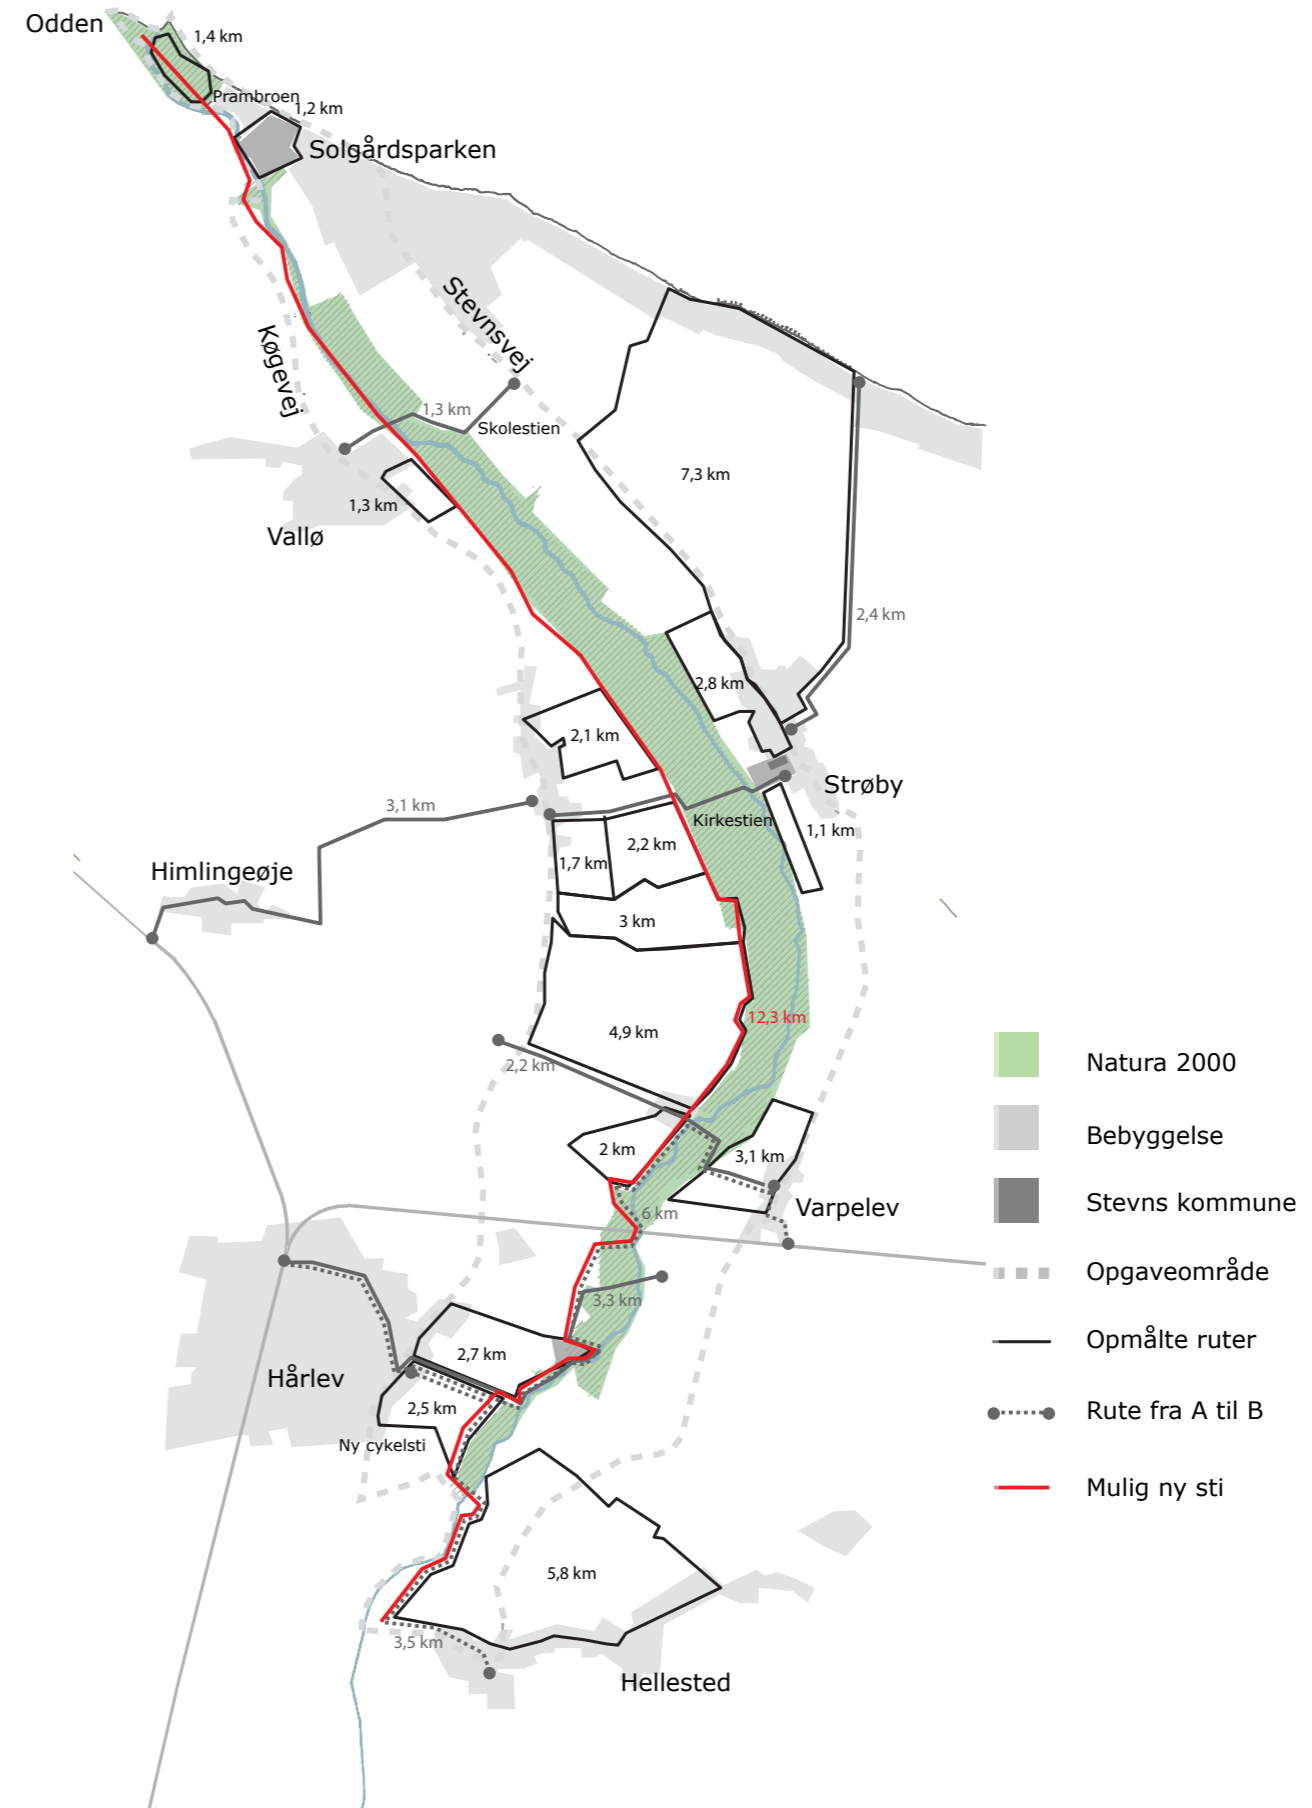 Odden
1,4 km
Prambroen
1,2 km
Solgårdsparken
Stevnsvej
Køgevej
1,3 km
Skolestien
7,3 km
1,3 km
Vallø
2,4 km
2,8 km
2,1 km
Strøby
3,1 km
Kirkestien
1,1 km
2,2 km
1,7 km
Himlingeøje
3 km
12,3 km
4,9 km
2,2 km
Natura 2000
Bebyggelse
2 km
3,1 km
Stevns kommune
Varpelev
6 km
Opgaveområde
3,3 km
Opmålte ruter
2,7 km
Hårlev
2,5 km
Rute fra A til B
Ny cykelsti
Mulig ny sti
5,8 km
3,5 km
Hellested